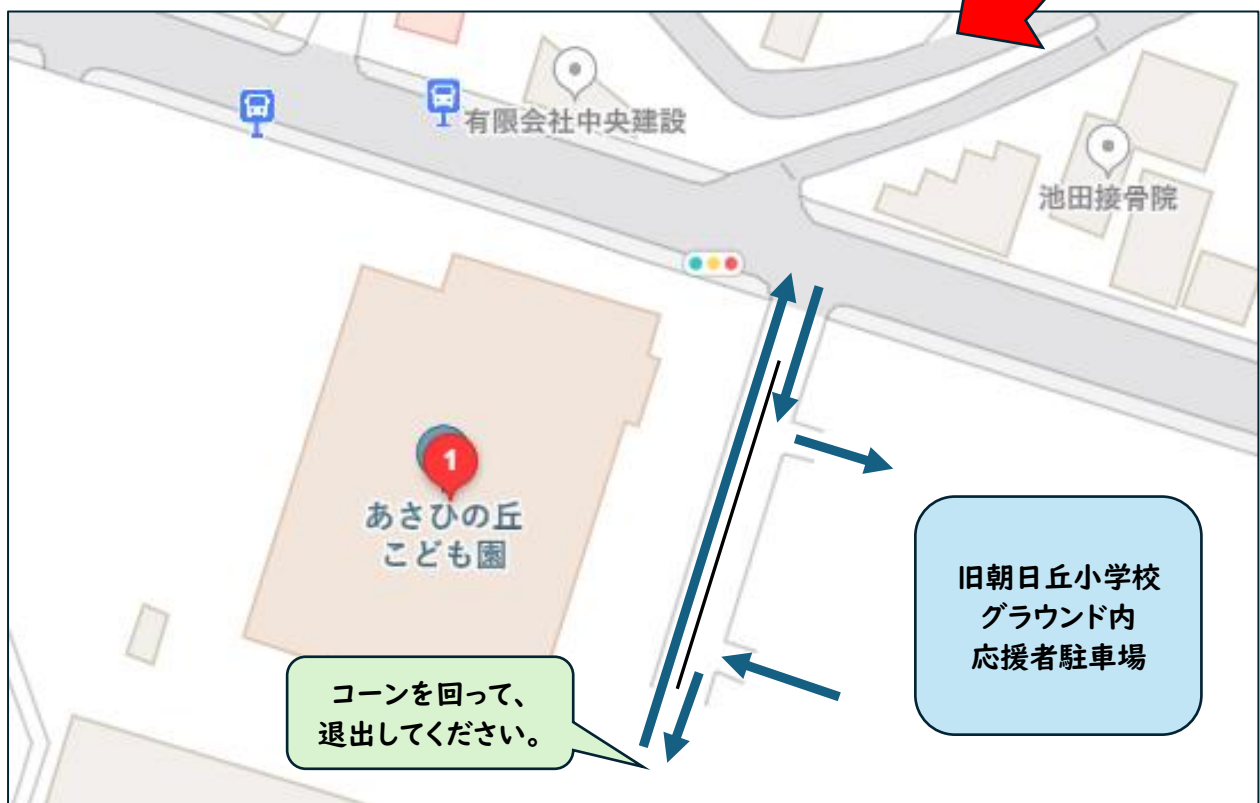 有限会社中央建設
池田接骨院
1
あさひの丘
こども園
旧朝日丘小学校
グラウンド内
応援者駐車場
コーンを回って、
退出してください。